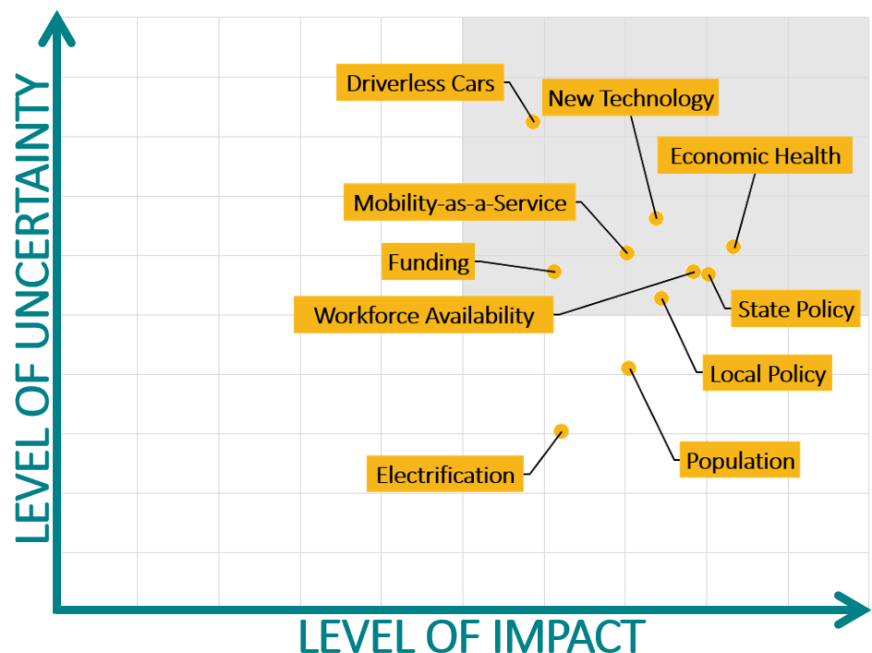 LEVEL OF UNCERTAINTY
Driverless Cars
New Technology
Economic Health
Mobility-as-a-Service
Funding
Workforce Availability
State Policy
Local Policy
Population
Electrification
LEVEL OF IMPACT